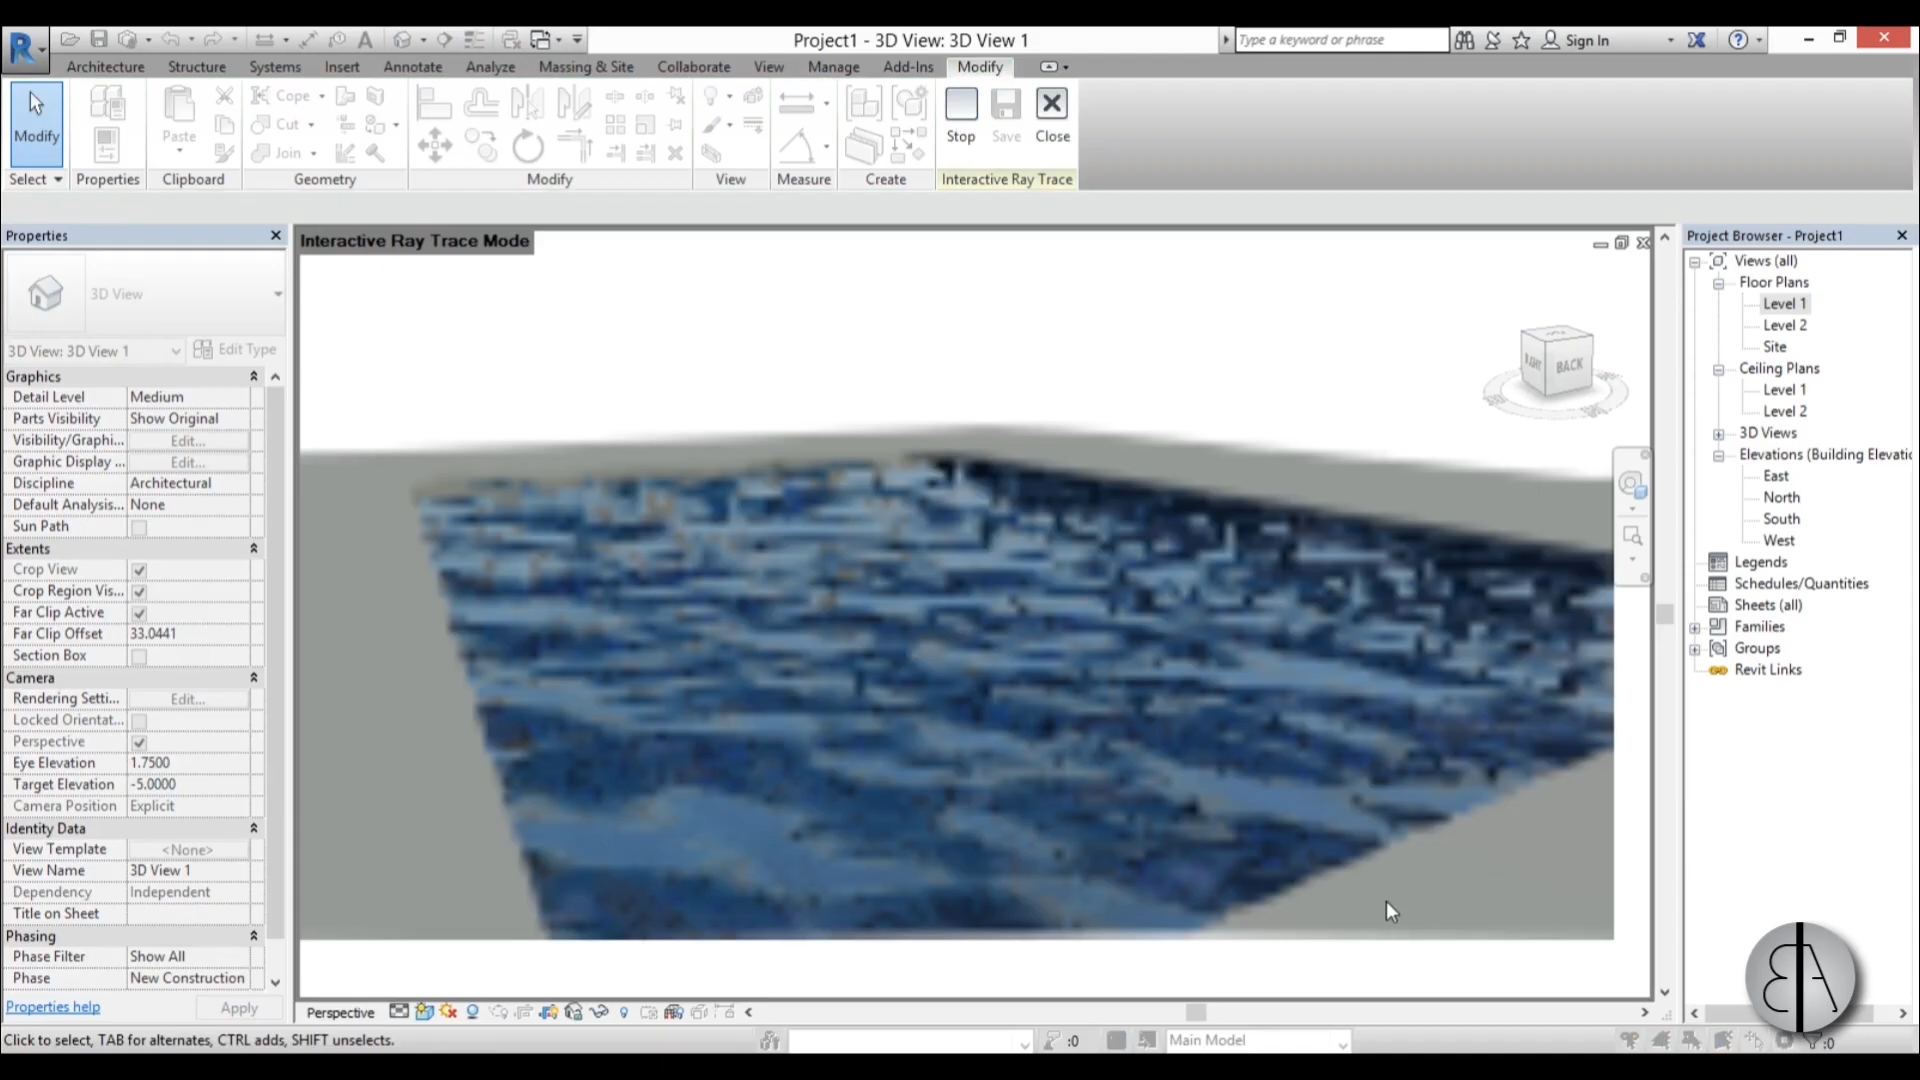 Project1 - 3D View: 3D View 1
Type a keyword or phrase
Sign In
Architecture
Structure
Systems
Insert
Annotate
Analyze
Massing & Site
Collaborate
View
Manage
Add-Ins
Modify
Modify
Paste
Cope
Cut
Join
Stop
Save
Close
Select
Properties
Clipboard
Geometry
Modify
View
Measure
Create
Interactive Ray Trace
Properties
3D View
3D View: 3D View 1
Edit Type
Graphics
Detail Level Medium
Parts Visibility Show Original
Visibility/Graphi... Edit...
Graphic Display ... Edit...
Discipline Architectural
Default Analysis... None
Sun Path
Extents
Crop View
Crop Region Vis...
Far Clip Active
Far Clip Offset 33.0441
Section Box
Camera
Rendering Setti... Edit...
Locked Orientat...
Perspective
Eye Elevation 1.7500
Target Elevation -5.0000
Camera Position Explicit
Identity Data
View Template <None>
View Name 3D View 1
Dependency Independent
Title on Sheet
Phasing
Phase Filter Show All
Phase New Construction
Properties help
Apply
Interactive Ray Trace Mode
RIGHT
BACK
Perspective
Project Browser - Project1
Views (all)
Floor Plans
Level 1
Level 2
Site
Ceiling Plans
Level 1
Level 2
3D Views
Elevations (Building Elevatio
East
North
South
West
Legends
Schedules/Quantities
Sheets (all)
Families
Groups
Revit Links
Click to select, TAB for alternates, CTRL adds, SHIFT unselects.
:0
Main Model
:0